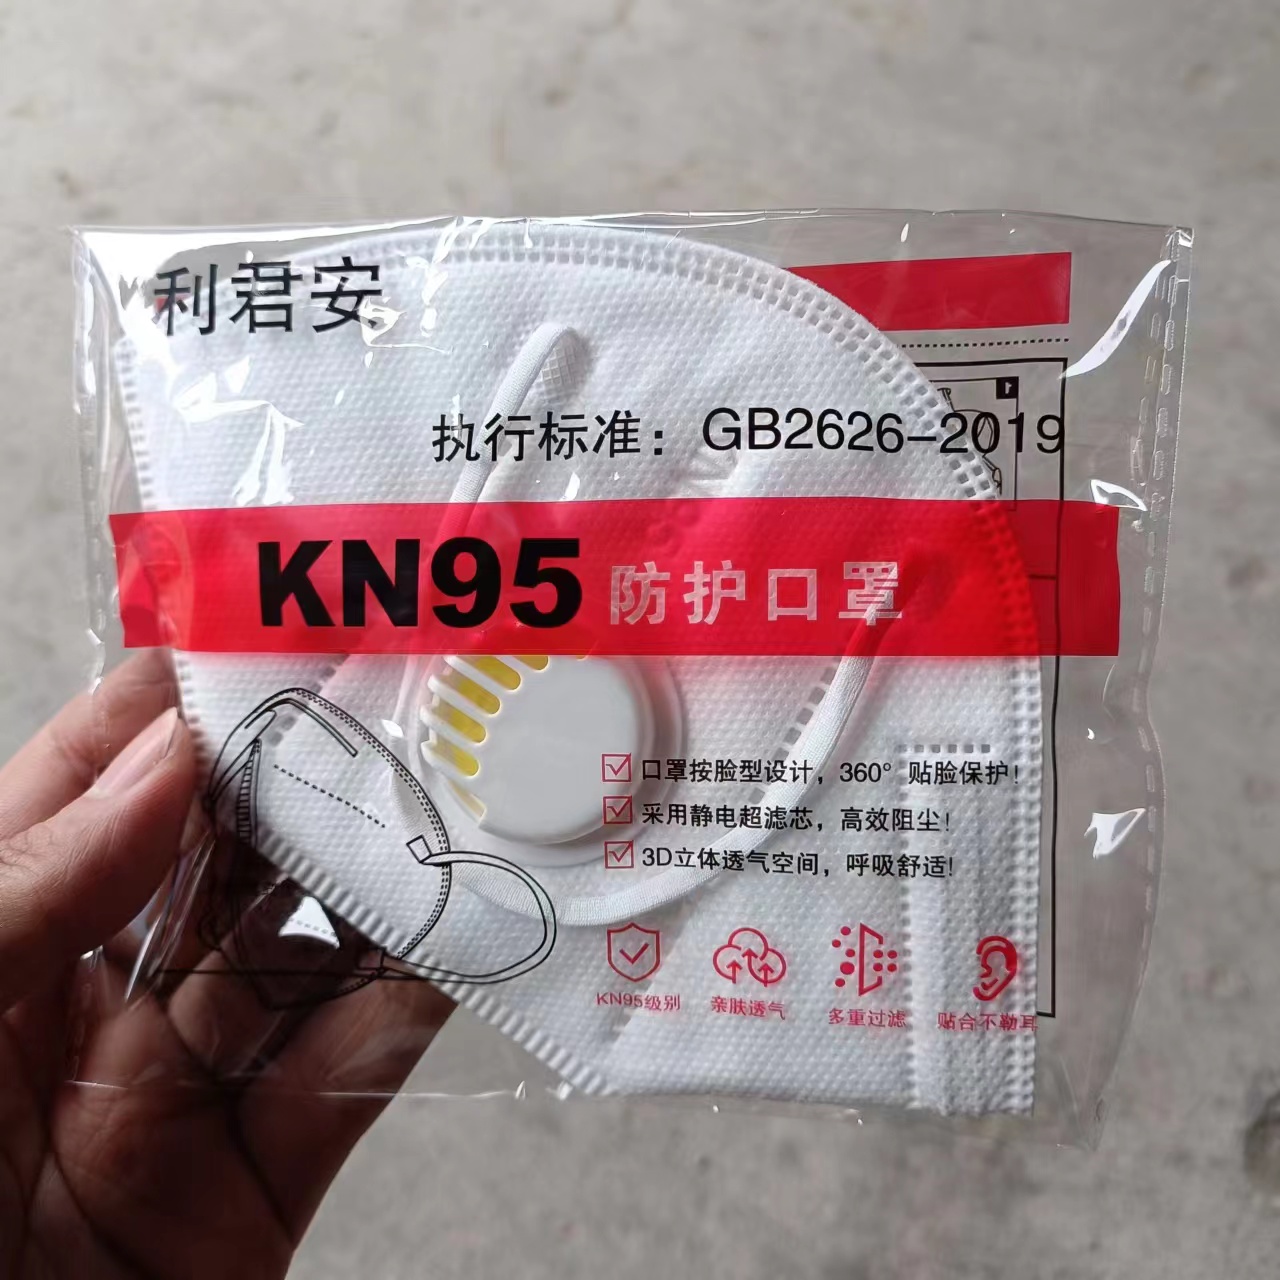 利君安
执行标准：GB2626-2019
KN95 防护口罩
口罩按脸型设计，360° 贴脸保护！
采用静电超滤芯，高效阻尘！
3D立体透气空间，呼吸舒适！
KN95级别 亲肤透气 多重过滤 贴合不勒耳